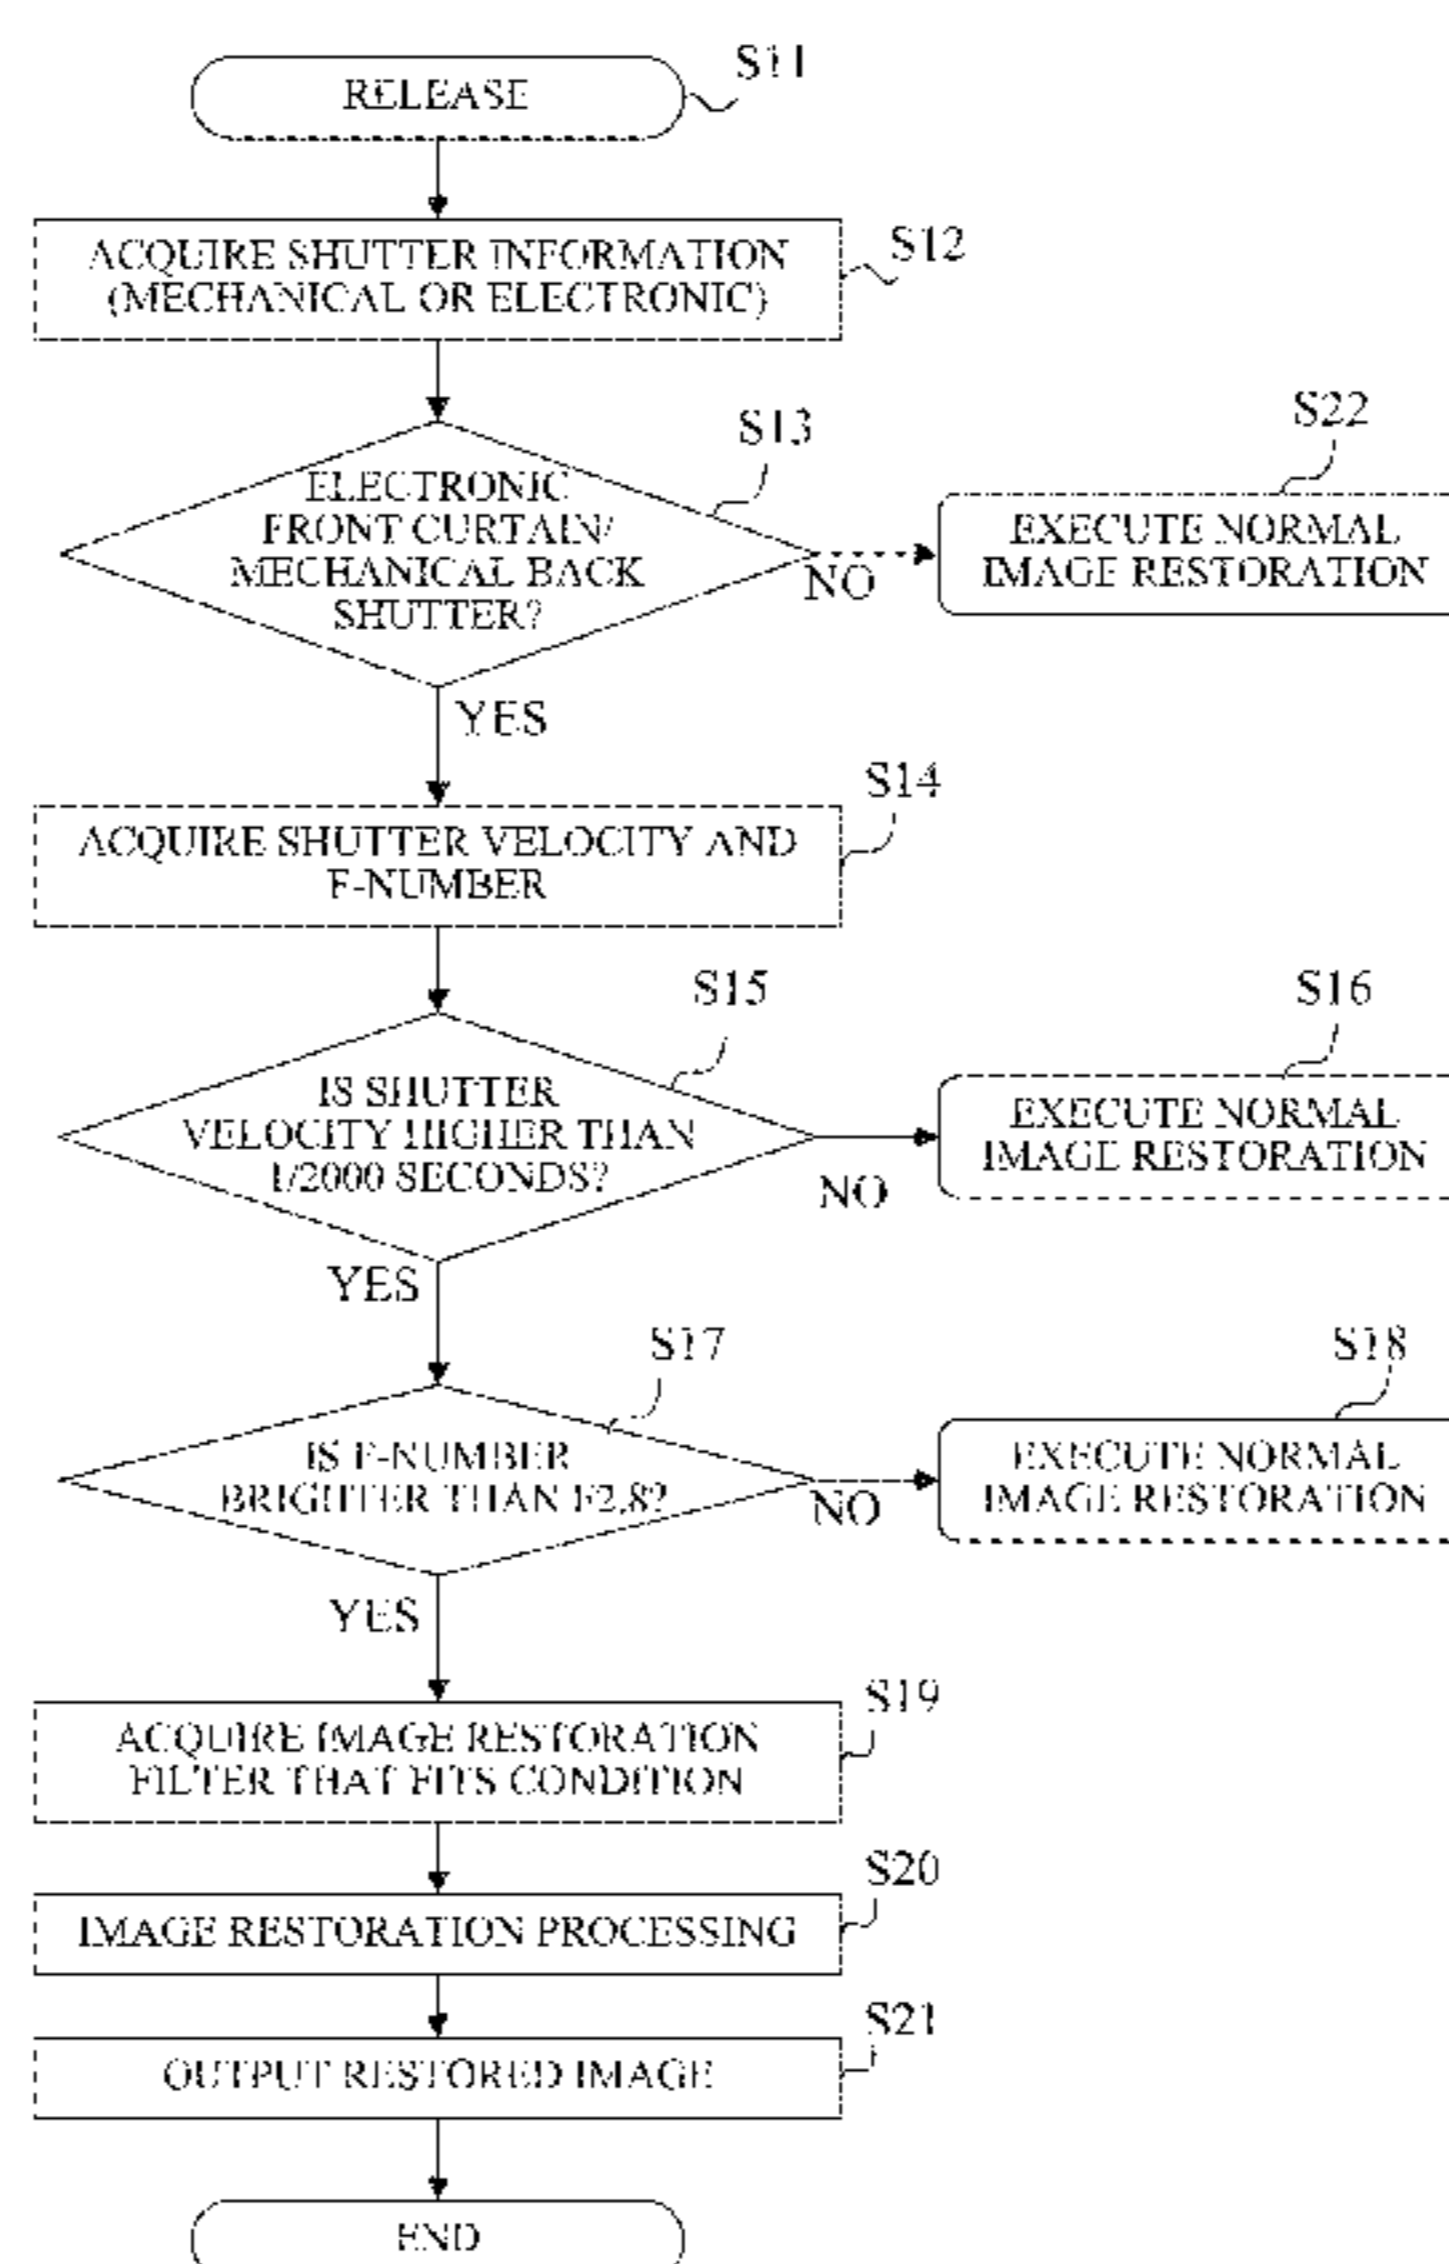 S11
RELEASE
S12
ACQUIRE SHUTTER INFORMATION
(MECHANICAL OR ELECTRONIC)
S13
ELECTRONIC
FRONT CURTAIN/
MECHANICAL BACK
SHUTTER?
NO
S22
EXECUTE NORMAL
IMAGE RESTORATION
YES
S14
ACQUIRE SHUTTER VELOCITY AND
F-NUMBER
S15
IS SHUTTER
VELOCITY HIGHER THAN
1/2000 SECONDS?
NO
S16
EXECUTE NORMAL
IMAGE RESTORATION
YES
S17
IS F-NUMBER
BRIGHTER THAN F2.8?
NO
S18
EXECUTE NORMAL
IMAGE RESTORATION
YES
S19
ACQUIRE IMAGE RESTORATION
FILTER THAT FITS CONDITION
S20
IMAGE RESTORATION PROCESSING
S21
OUTPUT RESTORED IMAGE
END